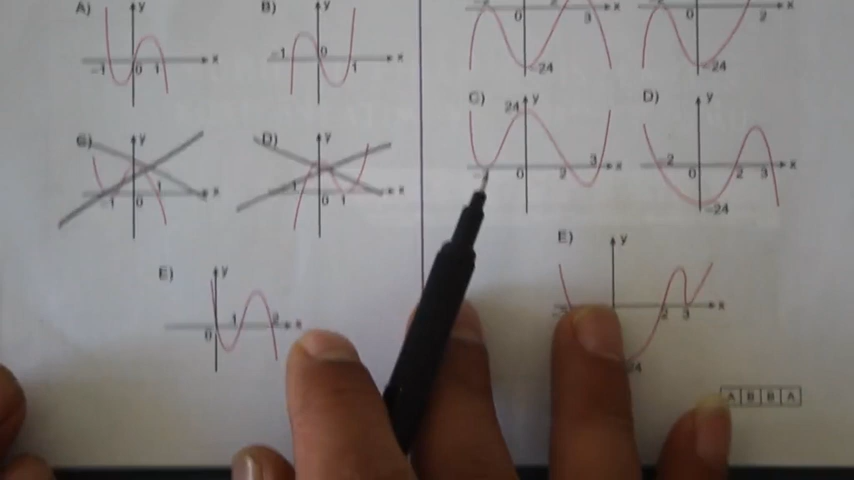 A) y x -1 0 1
B) y x -1 0 1
C) y x 1 0 1
D) y x 1 0 1
E) y x 0 1 2
0 2 3 x -24
0 2 x -24
C) 24 y x 0 2 3
D) y x 2 0 2 3 -24
E) y x 2 3
A B B A